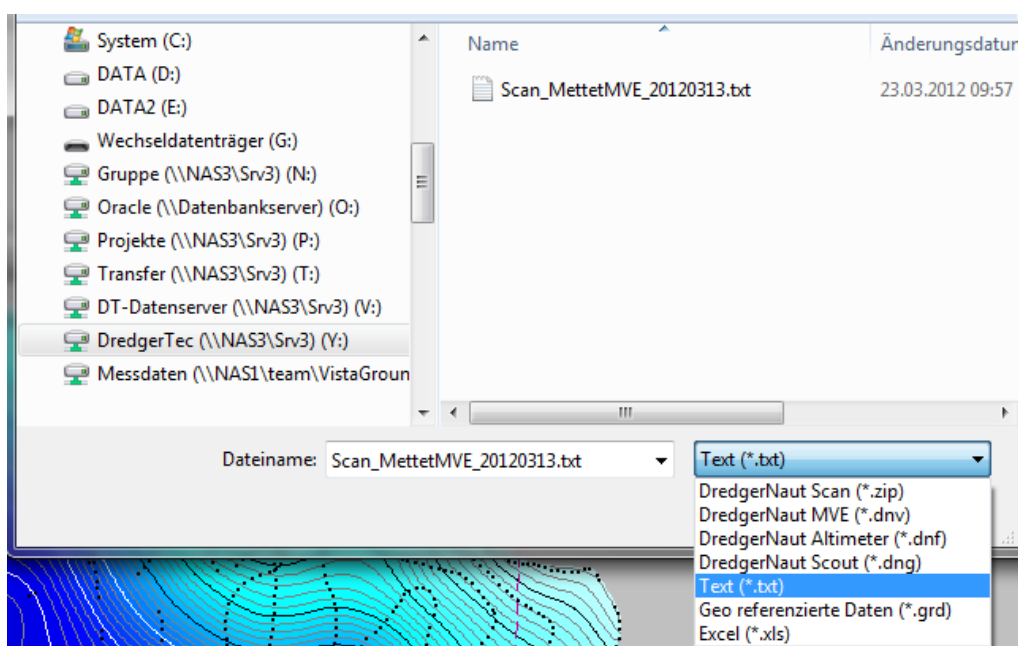 System (C:)
DATA (D:)
DATA2 (E:)
Wechseldatenträger (G:)
Gruppe (\\NAS3\Srv3) (N:)
Oracle (\\Datenbankserver) (O:)
Projekte (\\NAS3\Srv3) (P:)
Transfer (\\NAS3\Srv3) (T:)
DT-Datenserver (\\NAS3\Srv3) (V:)
DredgerTec (\\NAS3\Srv3) (Y:)
Messdaten (\\NAS1\team\VistaGroun
Name Änderungsdatur
Scan_MettetMVE_20120313.txt 23.03.2012 09:57
Dateiname: Scan_MettetMVE_20120313.txt Text (*.txt)
DredgerNaut Scan (*.zip)
DredgerNaut MVE (*.dnv)
DredgerNaut Altimeter (*.dnf)
DredgerNaut Scout (*.dng)
Text (*.txt)
Geo referenzierte Daten (*.grd)
Excel (*.xls)